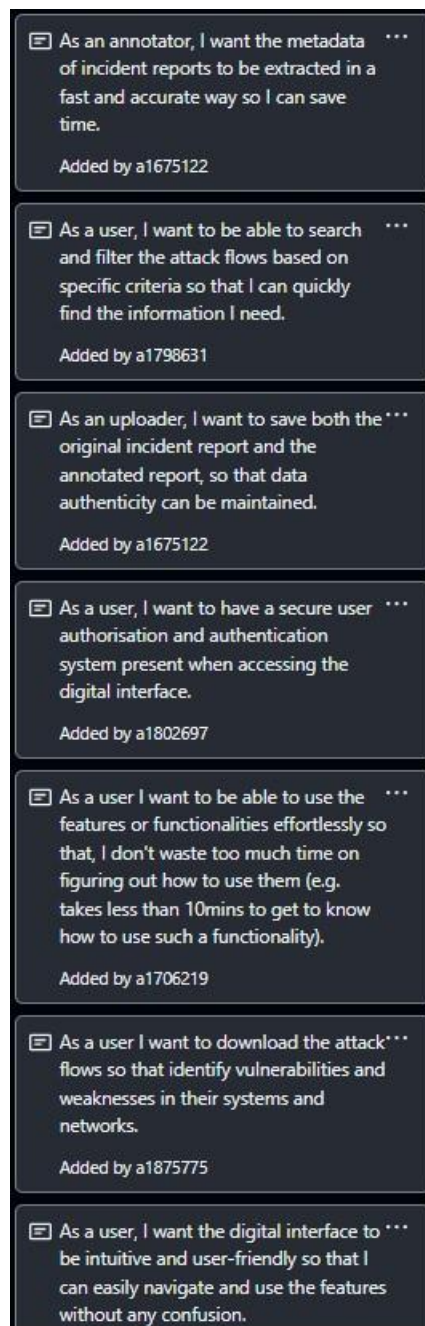 As an annotator, I want the metadata
of incident reports to be extracted in a
fast and accurate way so I can save
time.
Added by a1675122
As a user, I want to be able to search
and filter the attack flows based on
specific criteria so that I can quickly
find the information I need.
Added by a1798631
As an uploader, I want to save both the
original incident report and the
annotated report, so that data
authenticity can be maintained.
Added by a1675122
As a user, I want to have a secure user
authorisation and authentication
system present when accessing the
digital interface.
Added by a1802697
As a user I want to be able to use the
features or functionalities effortlessly so
that, I don't waste too much time on
figuring out how to use them (e.g.
takes less than 10mins to get to know
how to use such a functionality).
Added by a1706219
As a user I want to download the attack
flows so that identify vulnerabilities and
weaknesses in their systems and
networks.
Added by a1875775
As a user, I want the digital interface to
be intuitive and user-friendly so that I
can easily navigate and use the features
without any confusion.